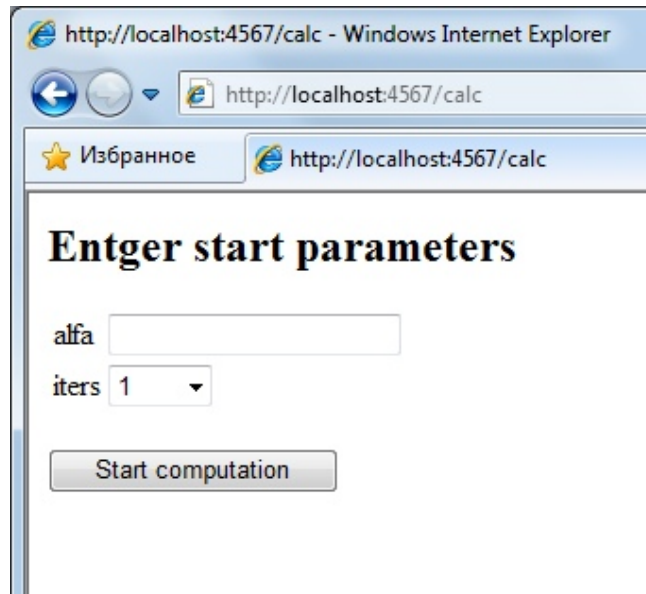 http://localhost:4567/calc - Windows Internet Explorer
http://localhost:4567/calc
Избранное http://localhost:4567/calc
Entger start parameters
alfa
iters 1
Start computation